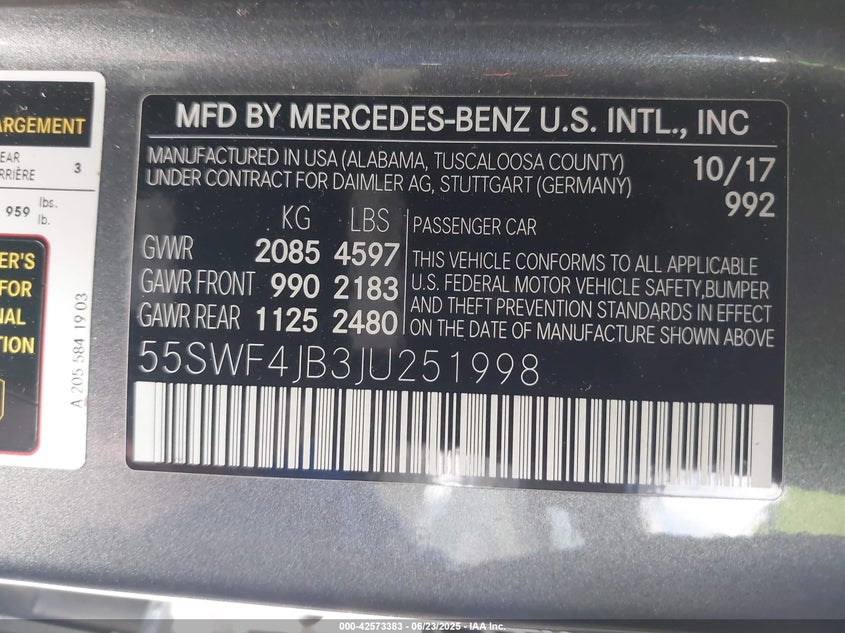 ARGEMENT
EAR
RRIÈRE 3
959 lbs.
lb.
ER'S
FOR
NAL
TION
A 205 584 19 03
MFD BY MERCEDES-BENZ U.S. INTL., INC
MANUFACTURED IN USA (ALABAMA, TUSCALOOSA COUNTY) 10/17
UNDER CONTRACT FOR DAIMLER AG, STUTTGART (GERMANY) 992
KG LBS
GVWR 2085 4597
GAWR FRONT 990 2183
GAWR REAR 1125 2480
PASSENGER CAR
THIS VEHICLE CONFORMS TO ALL APPLICABLE
U.S. FEDERAL MOTOR VEHICLE SAFETY,BUMPER
AND THEFT PREVENTION STANDARDS IN EFFECT
ON THE DATE OF MANUFACTURE SHOWN ABOVE
55SWF4JB3JU251998
000-42573383 - 06/23/2025 - IAA Inc.